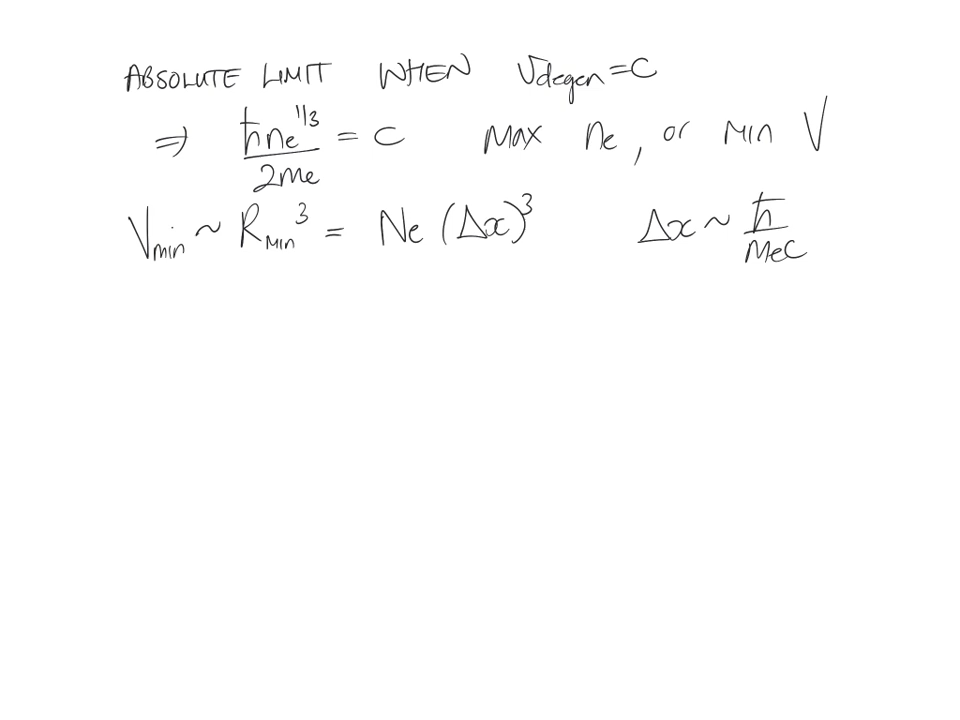 ABSOLUTE LIMIT WHEN Vdegen = C
⇒ ħne^1/3 / 2me = C MAX ne, or MIN V
Vmin ~ RMIN^3 = Ne (Δx)^3 Δx ~ ħ / MeC